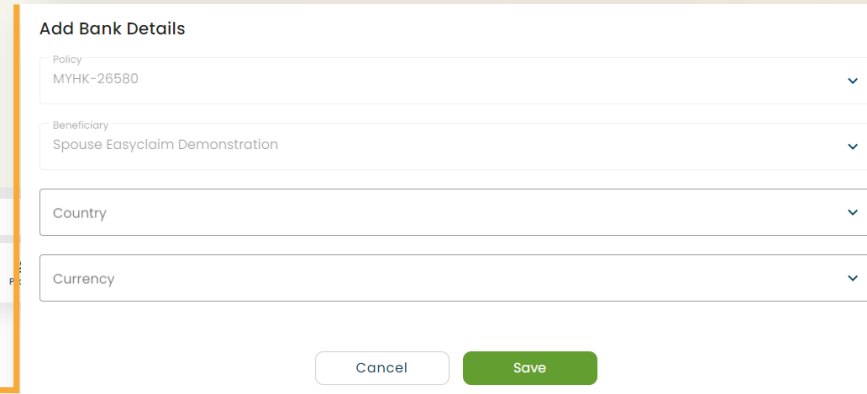 Add Bank Details
Policy
MYHK-26580
Beneficiary
Spouse Easyclaim Demonstration
Country
Currency
Cancel
Save